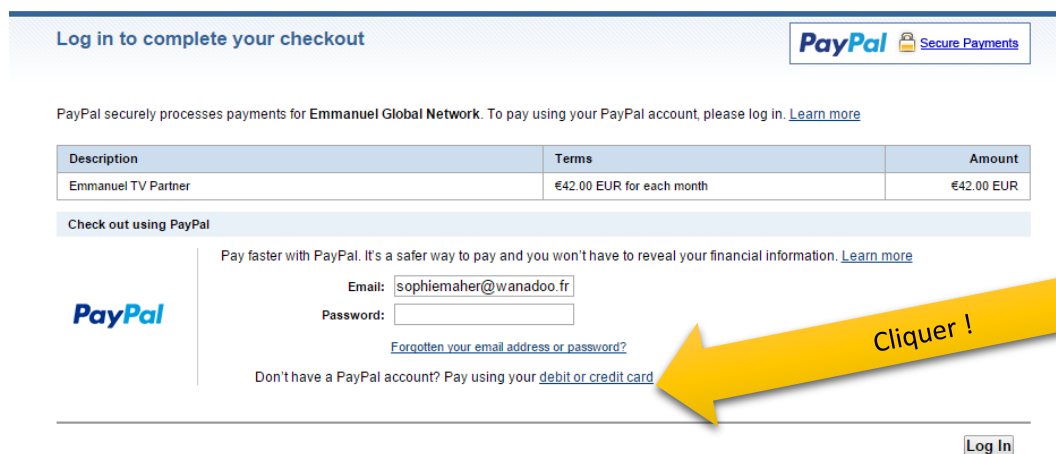 Log in to complete your checkout
PayPal Secure Payments
PayPal securely processes payments for Emmanuel Global Network. To pay using your PayPal account, please log in. Learn more
Description Terms Amount
Emmanuel TV Partner €42.00 EUR for each month €42.00 EUR
Check out using PayPal
Pay faster with PayPal. It's a safer way to pay and you won't have to reveal your financial information. Learn more
Email: sophiemaher@wanadoo.fr
PayPal
Password:
Cliquer !
Forgotten your email address or password?
Don't have a PayPal account? Pay using your debit or credit card
Log In